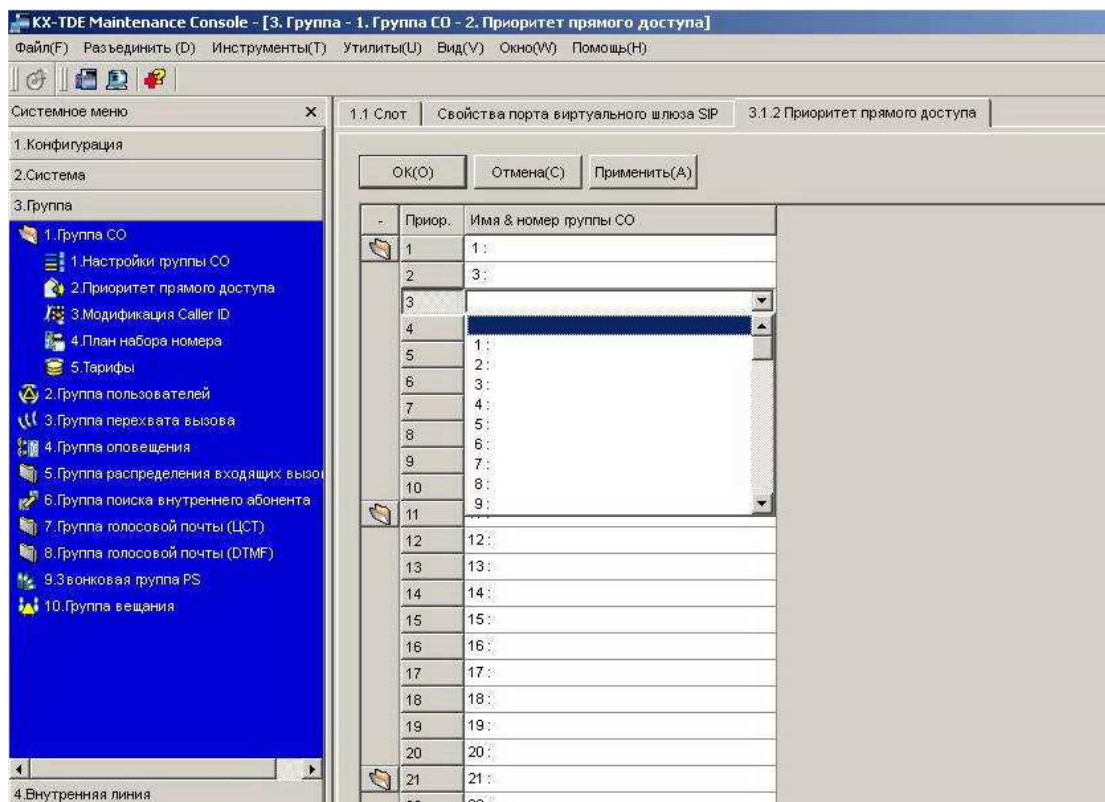 KX-TDE Maintenance Console - [3. Группа - 1. Группа CO - 2. Приоритет прямого доступа]
Файл(F) Разъединить (D) Инструменты(T) Утилиты(U) Вид(V) Окно(W) Помощь(H)
Системное меню x
1.Конфигурация
2.Система
3.Группа
1.Группа CO
1.Настройки группы CO
2.Приоритет прямого доступа
3.Модификация Caller ID
4.План набора номера
5.Тарифы
2.Группа пользователей
3.Группа перехвата вызова
4.Группа оповещения
5.Группа распределения входящих вызо
6.Группа поиска внутреннего абонента
7.Группа голосовой почты (ЦСТ)
8.Группа голосовой почты (DTMF)
9.Звонковая группа PS
10.Группа вещания
4.Внутренняя линия
1.1 Слот Свойства порта виртуального шлюза SIP 3.1.2 Приоритет прямого доступа
OK(O) Отмена(C) Применить(A)
- Приор. Имя & номер группы CO
1 1 :
2 3 :
3
4
5
6
7
8
9
10
1 :
2 :
3 :
4 :
5 :
6 :
7 :
8 :
9 :
11
12 12 :
13 13 :
14 14 :
15 15 :
16 16 :
17 17 :
18 18 :
19 19 :
20 20 :
21 21 :